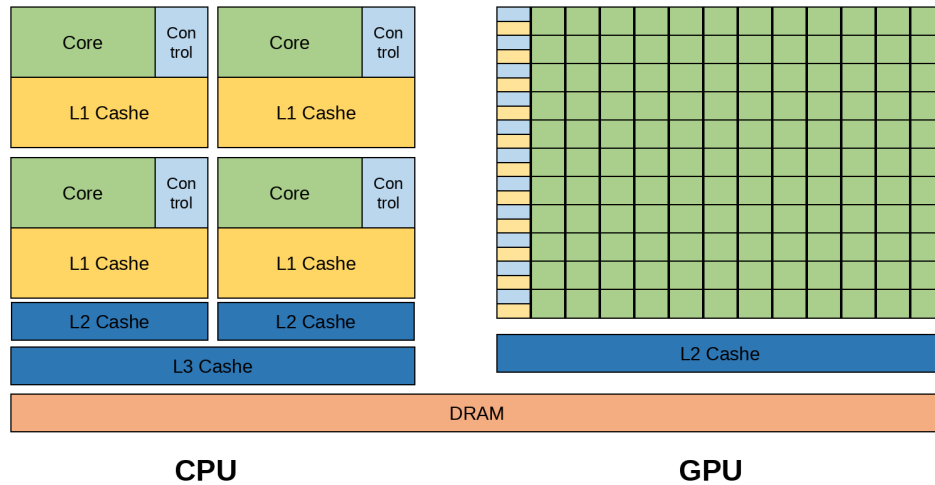 Core
Con
trol
Core
Con
trol
L1 Cashe
L1 Cashe
Core
Con
trol
Core
Con
trol
L1 Cashe
L1 Cashe
L2 Cashe
L2 Cashe
L3 Cashe
L2 Cashe
DRAM
CPU
GPU